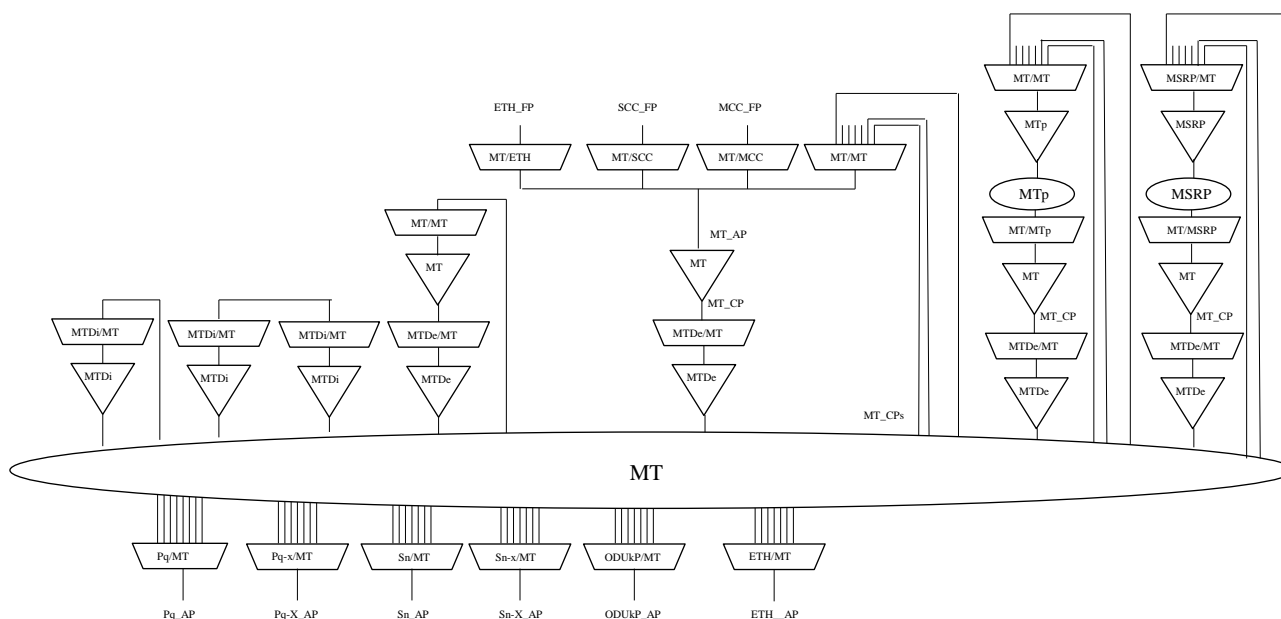 MT/MT
MSRP/MT
ETH_FP
SCC_FP
MCC_FP
MTp
MSRP
MT/ETH
MT/SCC
MT/MCC
MT/MT
MTp
MSRP
MT/MT
MT/MTp
MT/MSRP
MT_AP
MT
MT
MT
MT
MT_CP
MT_CP
MT_CP
MTDi/MT
MTDi/MT
MTDi/MT
MTDe/MT
MTDe/MT
MTDe/MT
MTDe/MT
MTDi
MTDi
MTDi
MTDe
MTDe
MTDe
MTDe
MT_CPs
MT
Pq/MT
Pq-x/MT
Sn/MT
Sn-x/MT
ODUkP/MT
ETH/MT
Pq_AP
Pq-X_AP
Sn_AP
Sn-X_AP
ODUkP_AP
ETH__AP